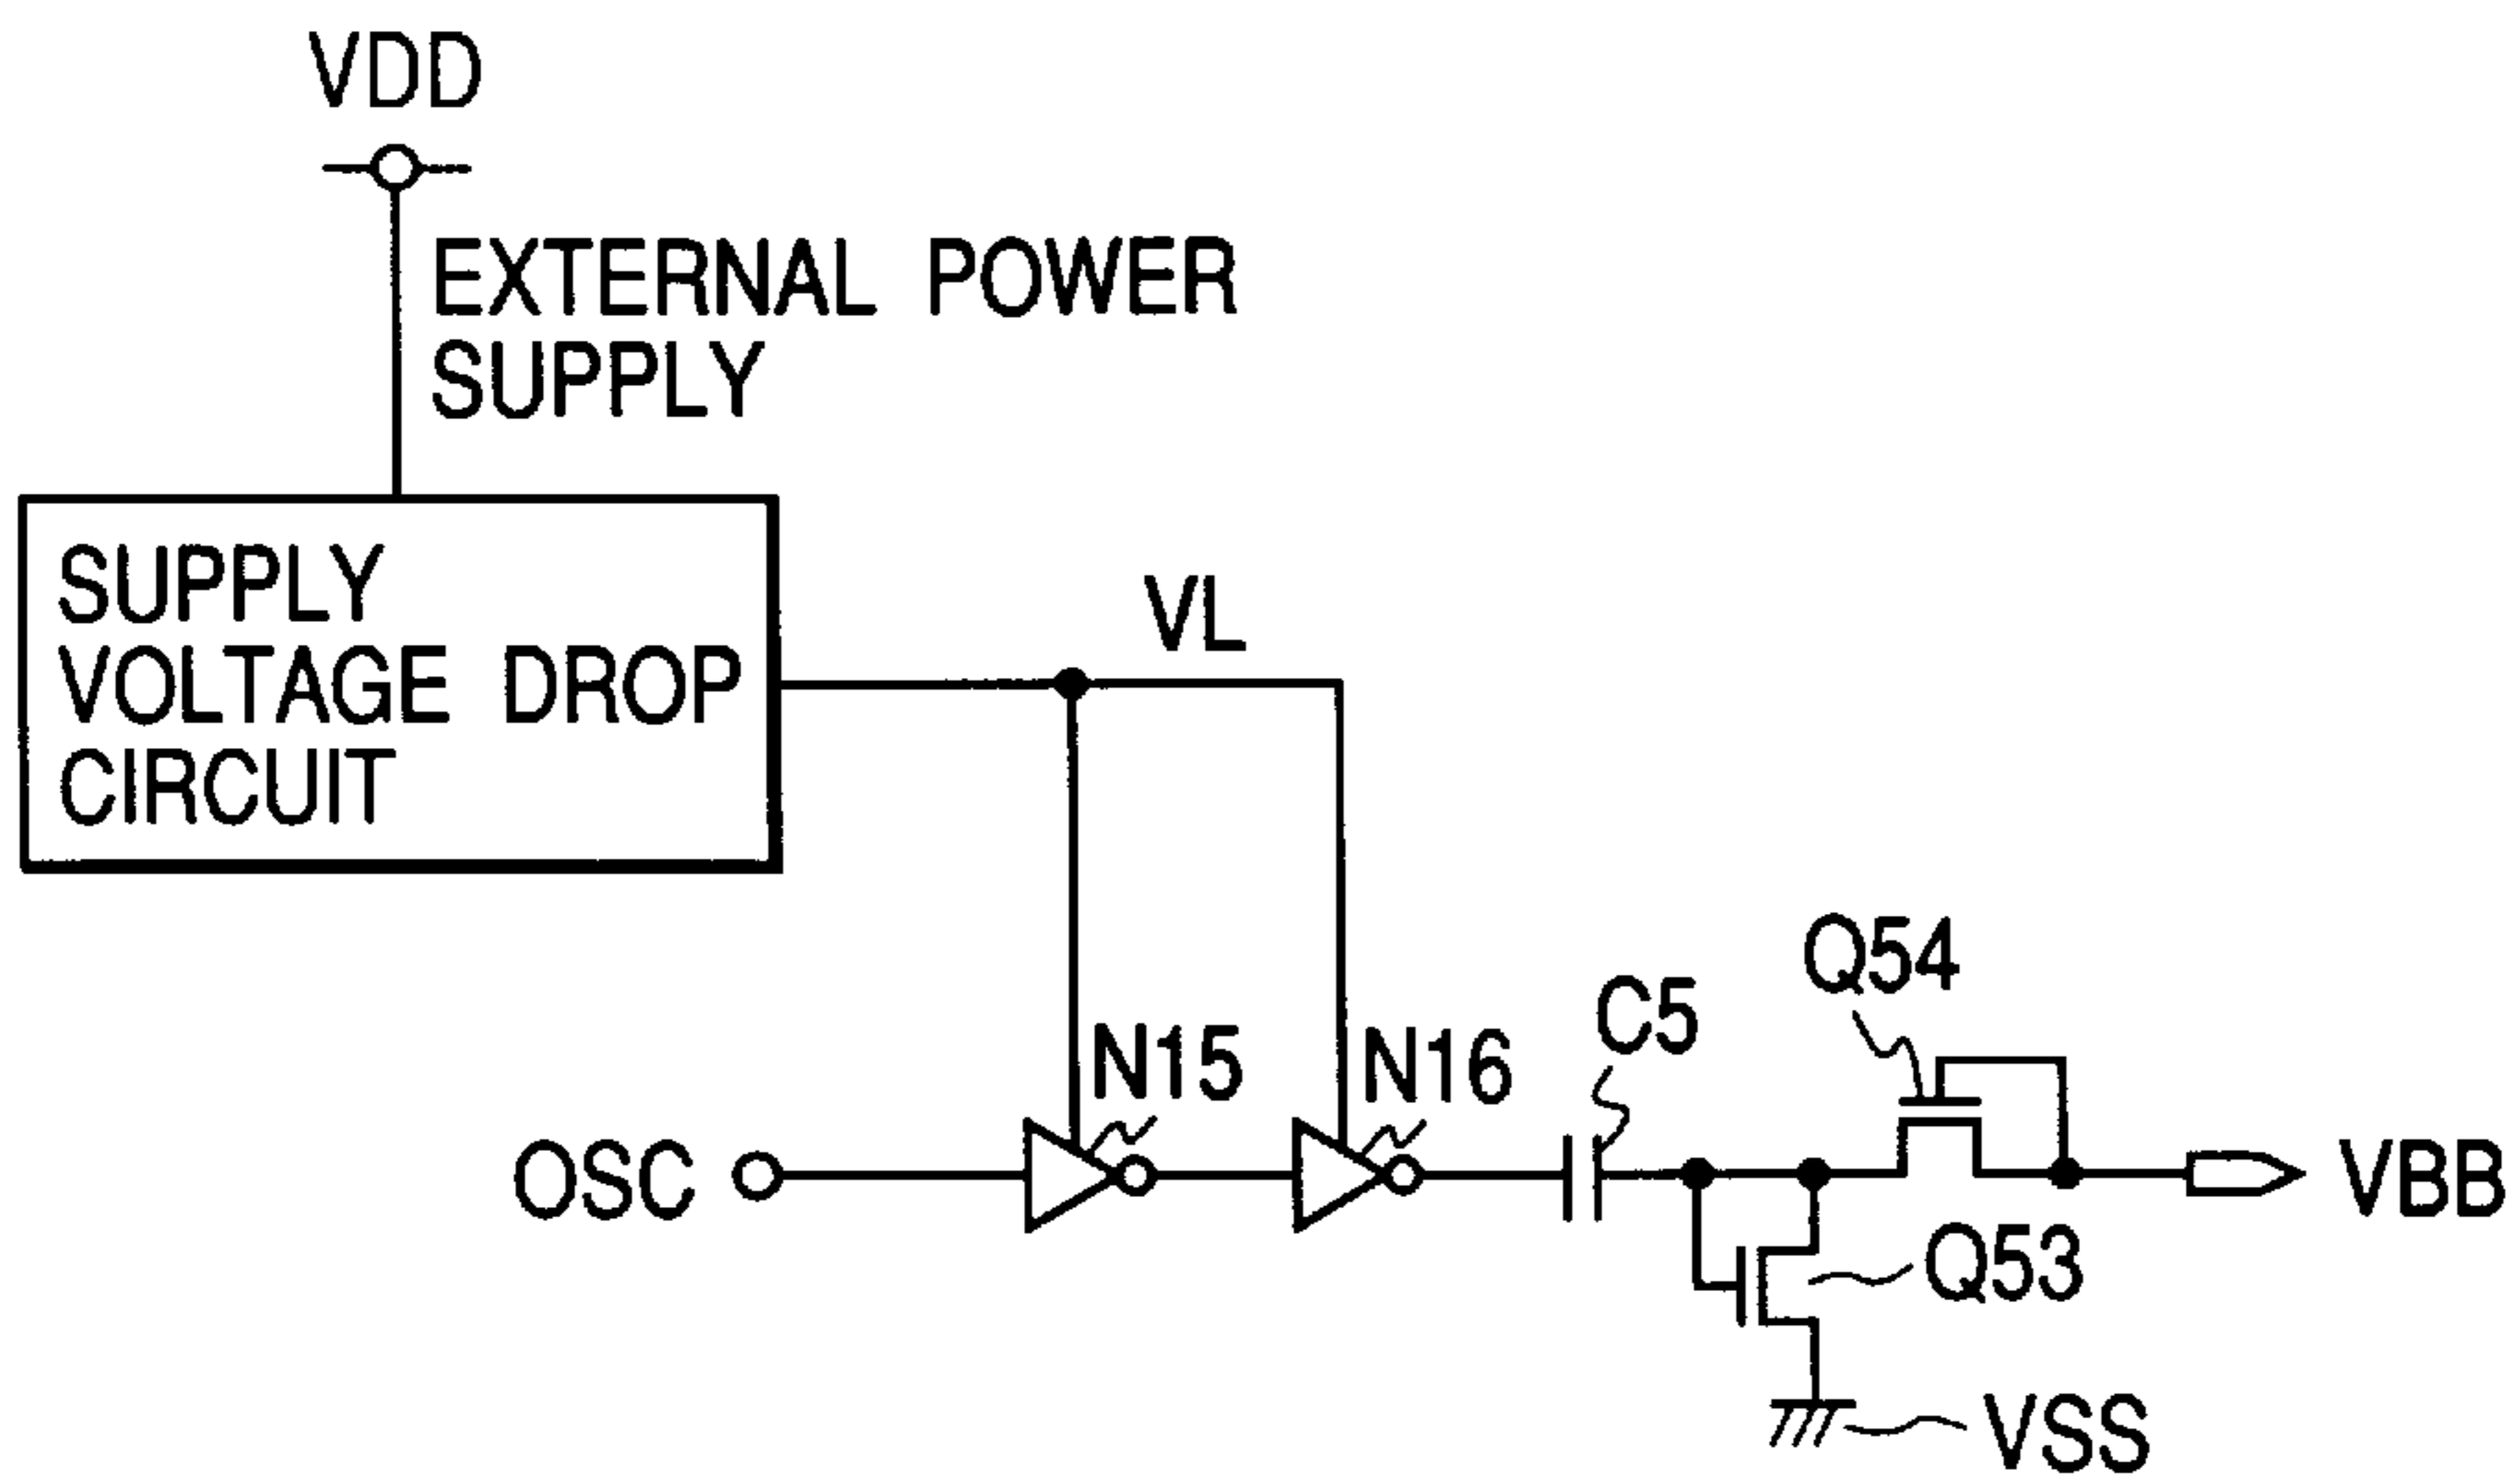 VDD
EXTERNAL POWER
SUPPLY
SUPPLY
VOLTAGE DROP
CIRCUIT
VL
Q54
C5
N15
N16
OSC
VBB
Q53
VSS